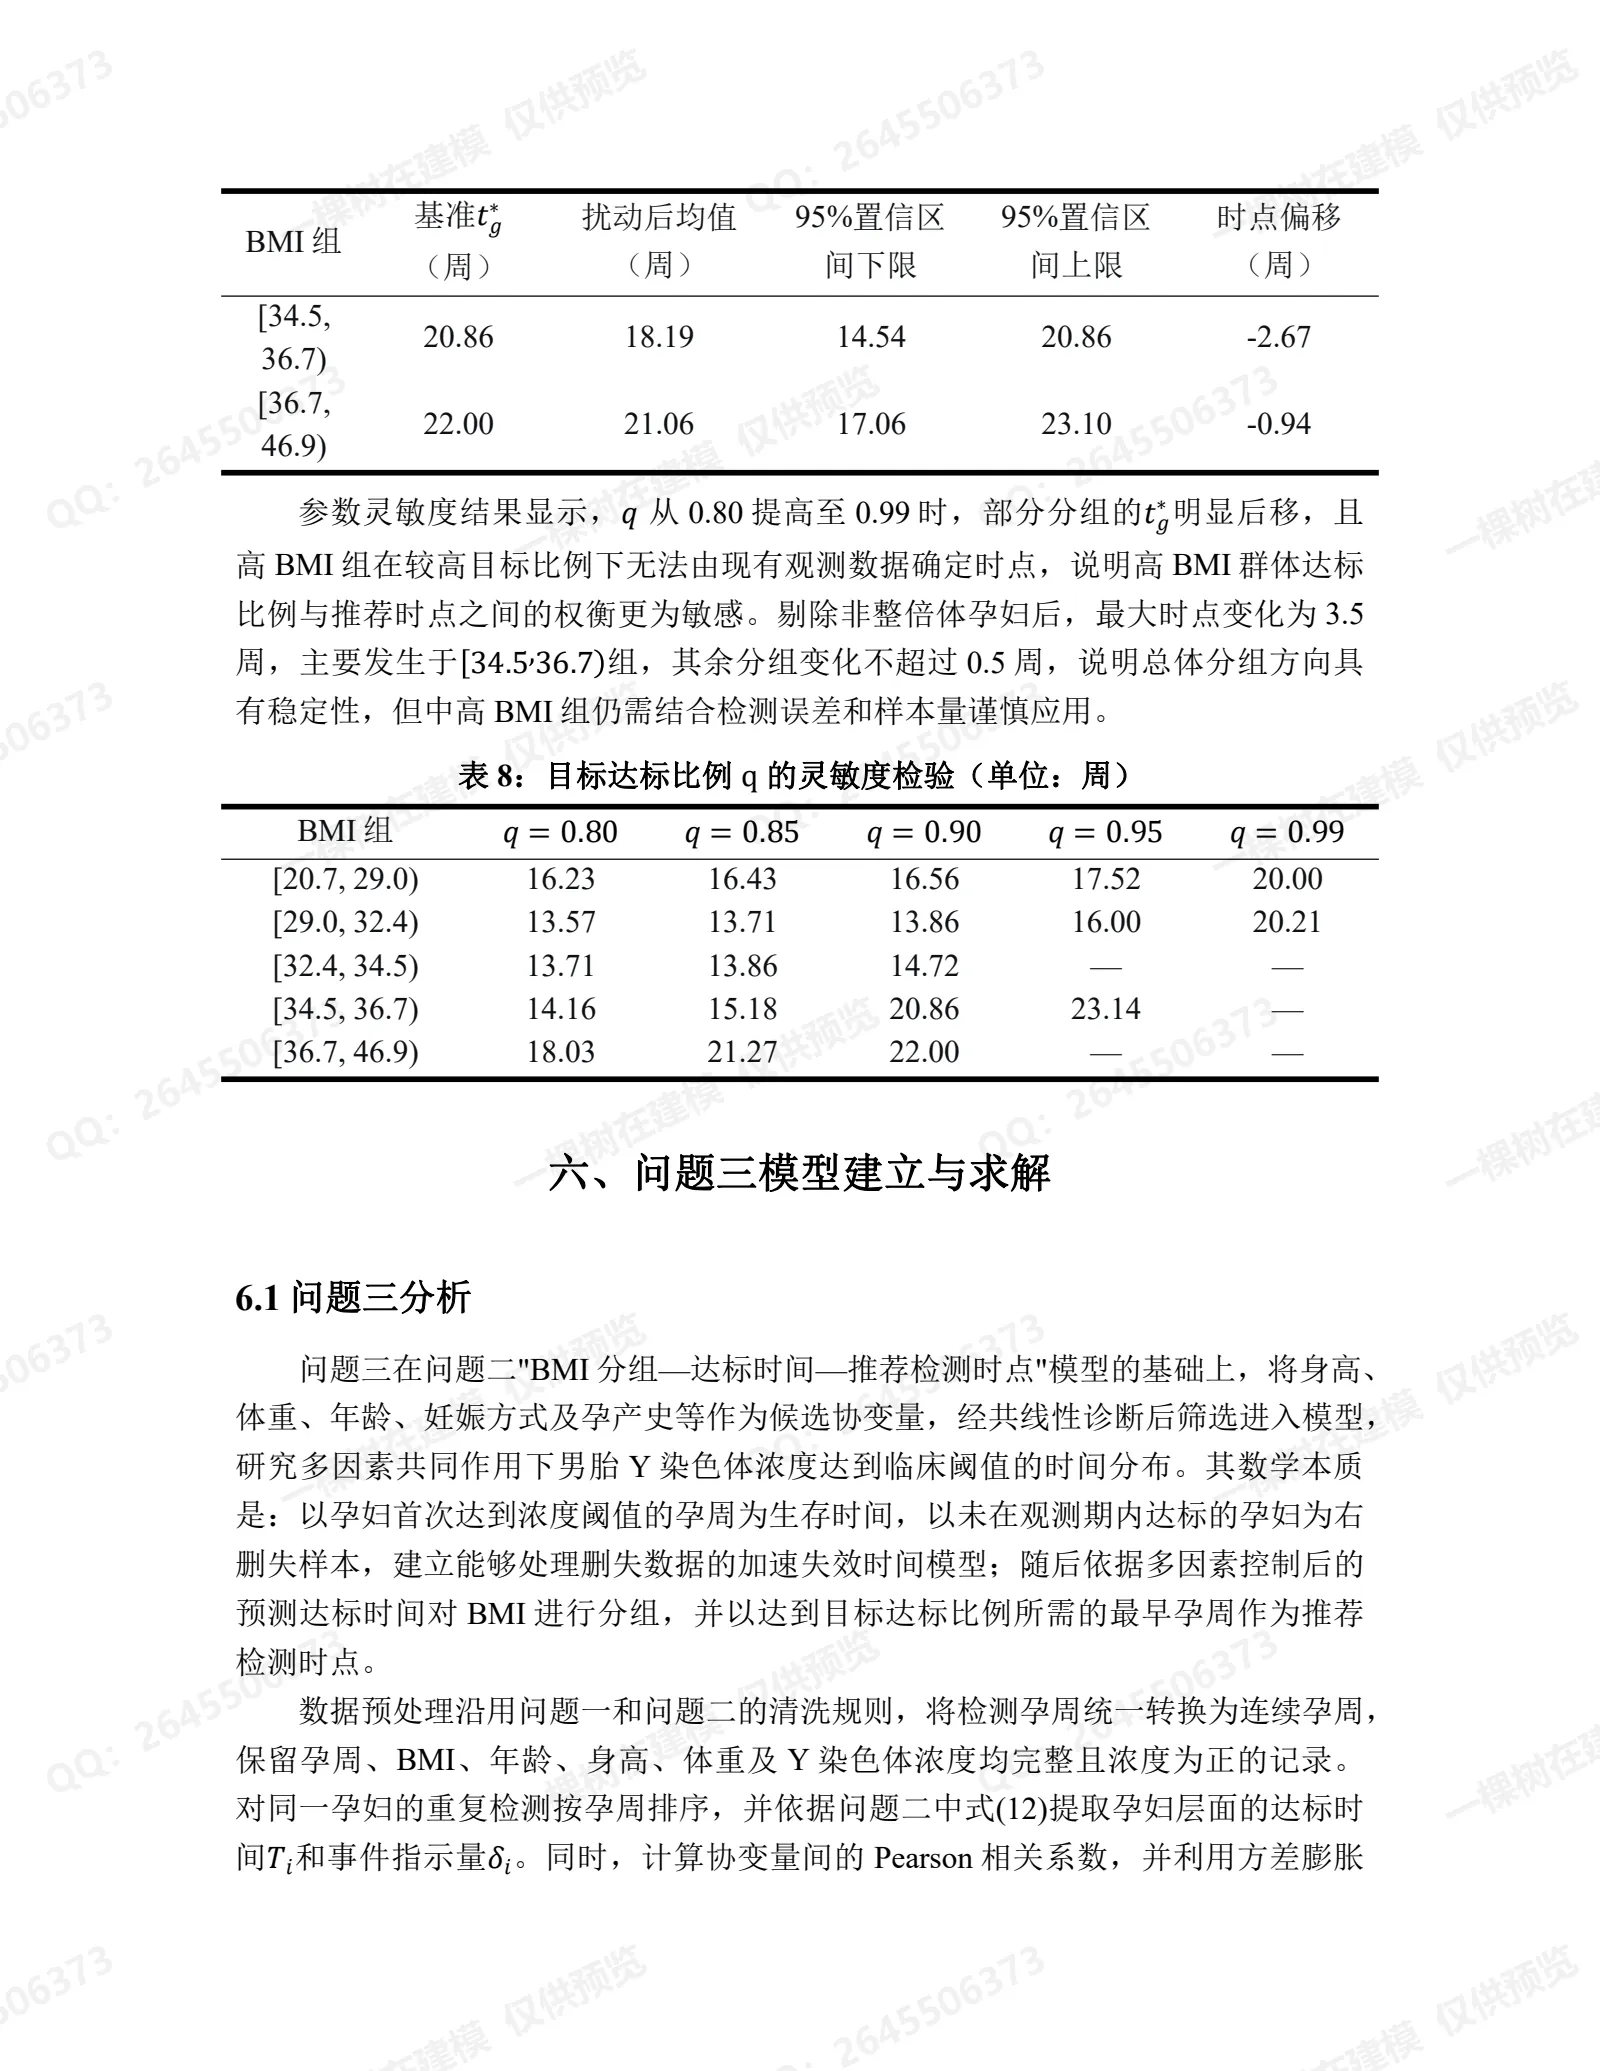 BMI 组 基准t*g（周） 扰动后均值（周） 95%置信区间下限 95%置信区间上限 时点偏移（周）
[34.5, 36.7) 20.86 18.19 14.54 20.86 -2.67
[36.7, 46.9) 22.00 21.06 17.06 23.10 -0.94
参数灵敏度结果显示，q 从 0.80 提高至 0.99 时，部分分组的t*g明显后移，且
高 BMI 组在较高目标比例下无法由现有观测数据确定时点，说明高 BMI 群体达标
比例与推荐时点之间的权衡更为敏感。剔除非整倍体孕妇后，最大时点变化为 3.5
周，主要发生于[34.5,36.7)组，其余分组变化不超过 0.5 周，说明总体分组方向具
有稳定性，但中高 BMI 组仍需结合检测误差和样本量谨慎应用。
表 8：目标达标比例 q 的灵敏度检验（单位：周）
BMI 组 q = 0.80 q = 0.85 q = 0.90 q = 0.95 q = 0.99
[20.7, 29.0) 16.23 16.43 16.56 17.52 20.00
[29.0, 32.4) 13.57 13.71 13.86 16.00 20.21
[32.4, 34.5) 13.71 13.86 14.72 — —
[34.5, 36.7) 14.16 15.18 20.86 23.14 —
[36.7, 46.9) 18.03 21.27 22.00 — —
六、问题三模型建立与求解
6.1 问题三分析
问题三在问题二"BMI 分组—达标时间—推荐检测时点"模型的基础上，将身高、
体重、年龄、妊娠方式及孕产史等作为候选协变量，经共线性诊断后筛选进入模型，
研究多因素共同作用下男胎 Y 染色体浓度达到临床阈值的时间分布。其数学本质
是：以孕妇首次达到浓度阈值的孕周为生存时间，以未在观测期内达标的孕妇为右
删失样本，建立能够处理删失数据的加速失效时间模型；随后依据多因素控制后的
预测达标时间对 BMI 进行分组，并以达到目标达标比例所需的最早孕周作为推荐
检测时点。
数据预处理沿用问题一和问题二的清洗规则，将检测孕周统一转换为连续孕周，
保留孕周、BMI、年龄、身高、体重及 Y 染色体浓度均完整且浓度为正的记录。
对同一孕妇的重复检测按孕周排序，并依据问题二中式(12)提取孕妇层面的达标时
间Ti和事件指示量δi。同时，计算协变量间的 Pearson 相关系数，并利用方差膨胀
一棵树在建模 仅供预览
QQ：2645506373